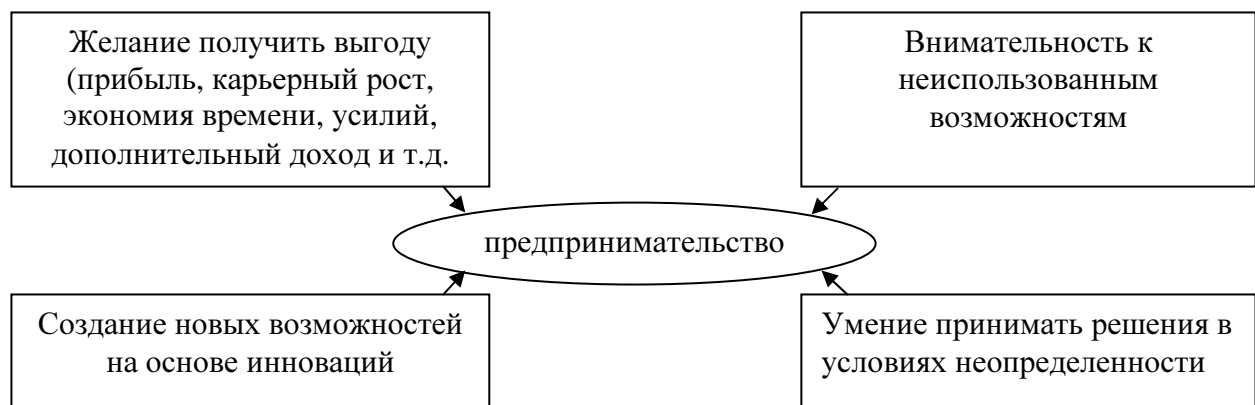 Желание получить выгоду
(прибыль, карьерный рост,
экономия времени, усилий,
дополнительный доход и т.д.
Внимательность к
неиспользованным
возможностям
предпринимательство
Создание новых возможностей
на основе инноваций
Умение принимать решения в
условиях неопределенности